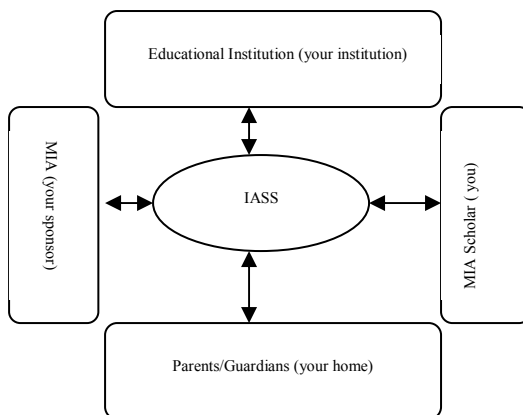 Educational Institution (your institution)
MIA (your sponsor)
IASS
MIA Scholar ( you)
Parents/Guardians (your home)